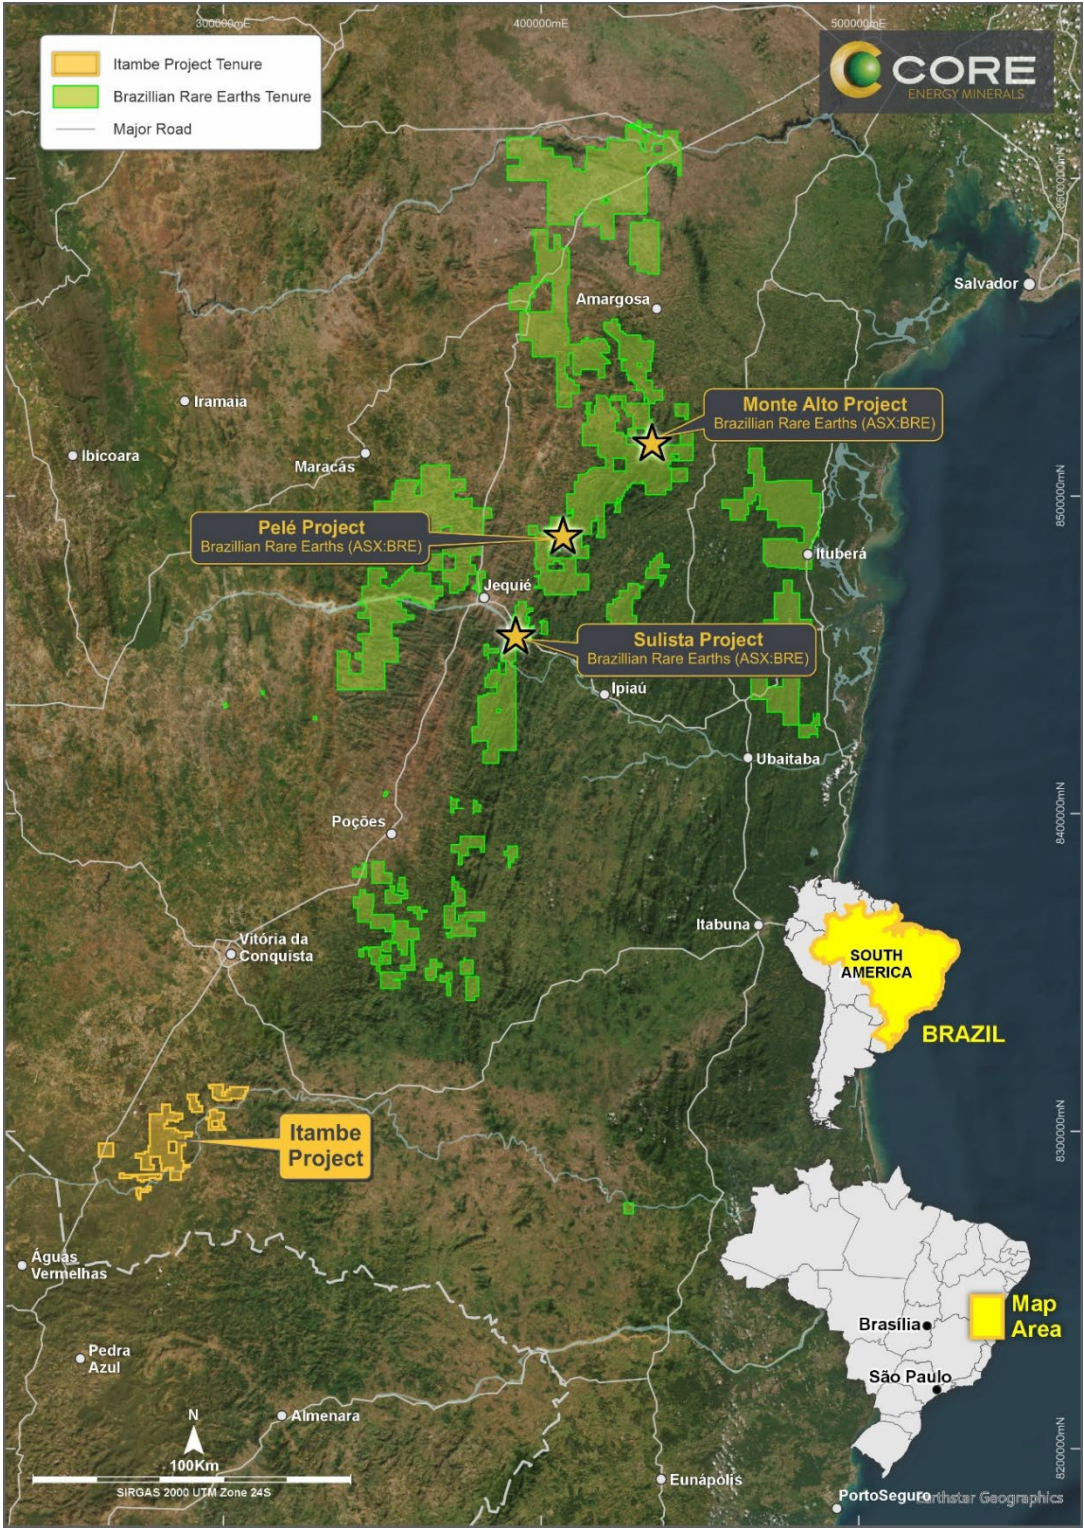 300000mE
400000mE
500000mE
Itambe Project Tenure
Brazillian Rare Earths Tenure
Major Road
CORE
ENERGY MINERALS
8600000mN
Salvador
Amargosa
Iramaia
Monte Alto Project
Brazillian Rare Earths (ASX:BRE)
Ibicoara
Maracás
8500000mN
Pelé Project
Brazillian Rare Earths (ASX:BRE)
Ituberá
Jequié
Sulista Project
Brazillian Rare Earths (ASX:BRE)
Ipiaú
Ubaitaba
8400000mN
Poções
Itabuna
Vitória da
Conquista
SOUTH
AMERICA
BRAZIL
8300000mN
Itambe
Project
Águas
Vermelhas
Map
Area
Brasília
Pedra
Azul
São Paulo
Almenara
N
100Km
SIRGAS 2000 UTM Zone 24S
8200000mN
Eunápolis
PortoSeguro
Earthstar Geographics